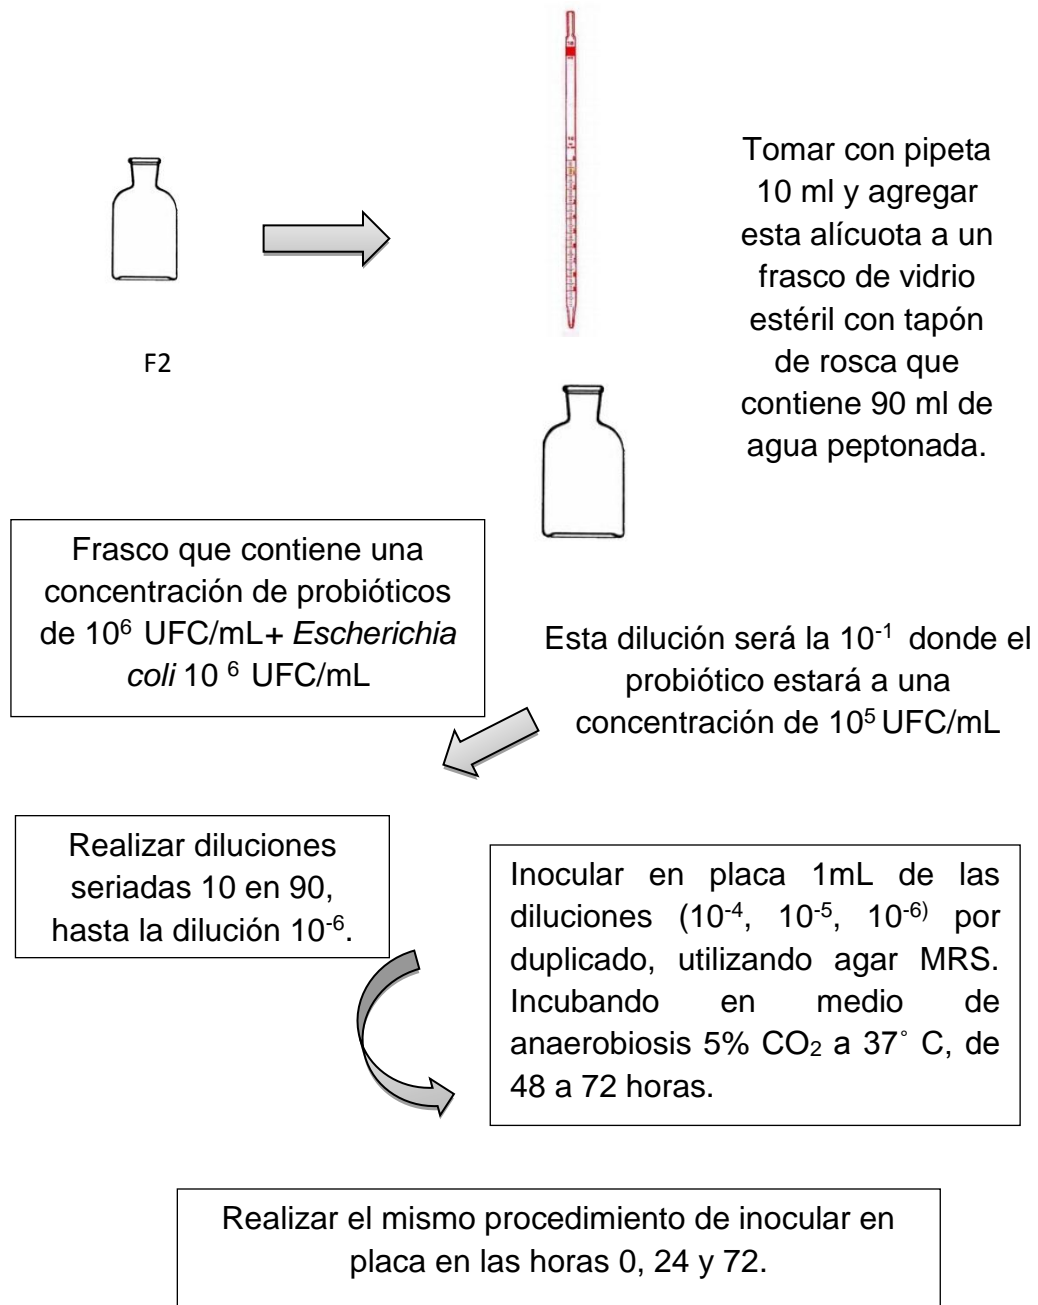 Tomar con pipeta
10 ml y agregar
esta alícuota a un
frasco de vidrio
estéril con tapón
de rosca que
contiene 90 ml de
agua peptonada.
F2
Frasco que contiene una
concentración de probióticos
de 10⁶ UFC/mL+ Escherichia
coli 10 ⁶ UFC/mL
Esta dilución será la 10⁻¹ donde el
probiótico estará a una
concentración de 10⁵ UFC/mL
Realizar diluciones
seriadas 10 en 90,
hasta la dilución 10⁻⁶.
Inocular en placa 1mL de las
diluciones (10⁻⁴, 10⁻⁵, 10⁻⁶⁾ por
duplicado, utilizando agar MRS.
Incubando en medio de
anaerobiosis 5% CO₂ a 37° C, de
48 a 72 horas.
Realizar el mismo procedimiento de inocular en
placa en las horas 0, 24 y 72.